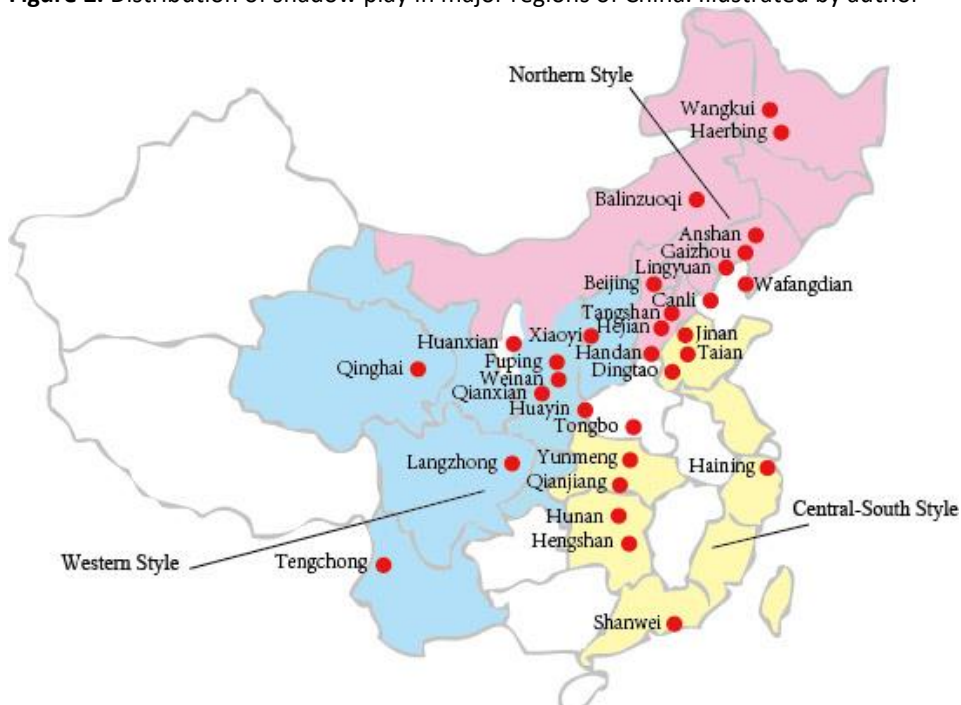 Figure 2. Distribution of shadow play in major regions of China. Illustrated by author
Northern Style
Wangkui
Haerbing
Balinzuoqi
Anshan
Gaizhou
Lingyuan
Beijing
Wafangdian
Canli
Tangshan
Hejian
Xiaoyi
Jinan
Huanxian
Handan
Taian
Fuping
Qinghai
Dingtao
Weinan
Qianxian
Huayin
Tongbo
Yunmeng
Langzhong
Haining
Qianjiang
Central-South Style
Hunan
Hengshan
Western Style
Tengchong
Shanwei